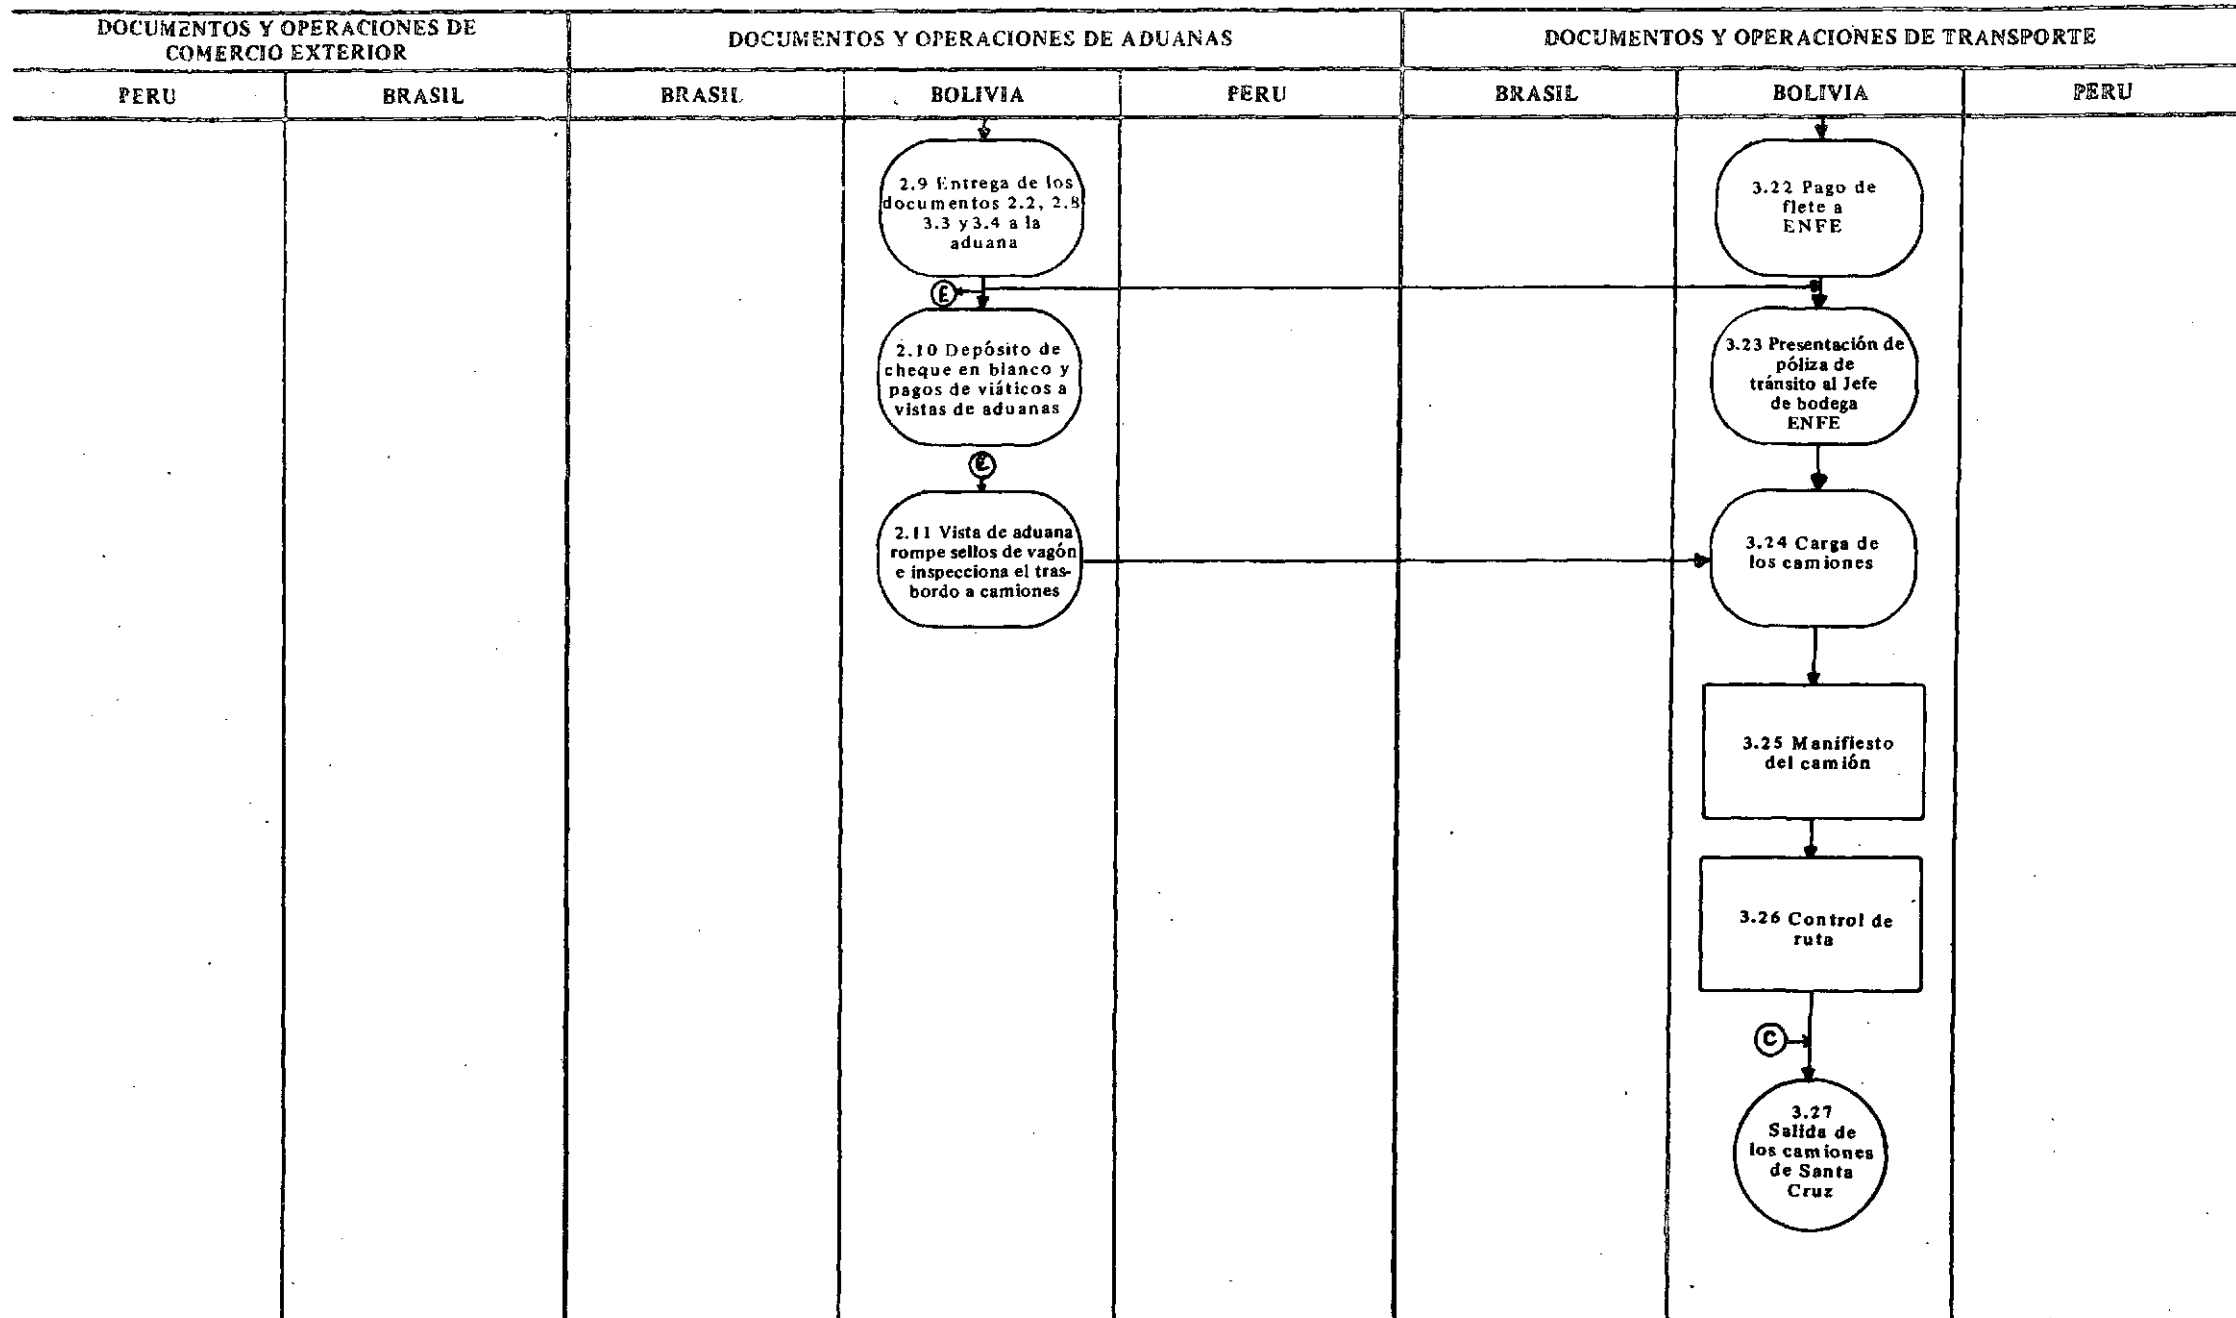 DOCUMENTOS Y OPERACIONES DE
COMERCIO EXTERIOR
DOCUMENTOS Y OPERACIONES DE ADUANAS
DOCUMENTOS Y OPERACIONES DE TRANSPORTE
PERU
BRASIL
BRASIL
BOLIVIA
PERU
BRASIL
BOLIVIA
PERU
2.9 Entrega de los
documentos 2.2, 2.8
3.3 y 3.4 a la
aduana
E
2.10 Depósito de
cheque en blanco y
pagos de viáticos a
vistas de aduanas
E
2.11 Vista de aduana
rompe sellos de vagón
e inspecciona el tras-
bordo a camiones
3.22 Pago de
flete a
ENFE
3.23 Presentación de
póliza de
tránsito al Jefe
de bodega
ENFE
3.24 Carga de
los camiones
3.25 Manifiesto
del camión
3.26 Control de
ruta
C
3.27
Salida de
los camiones
de Santa
Cruz